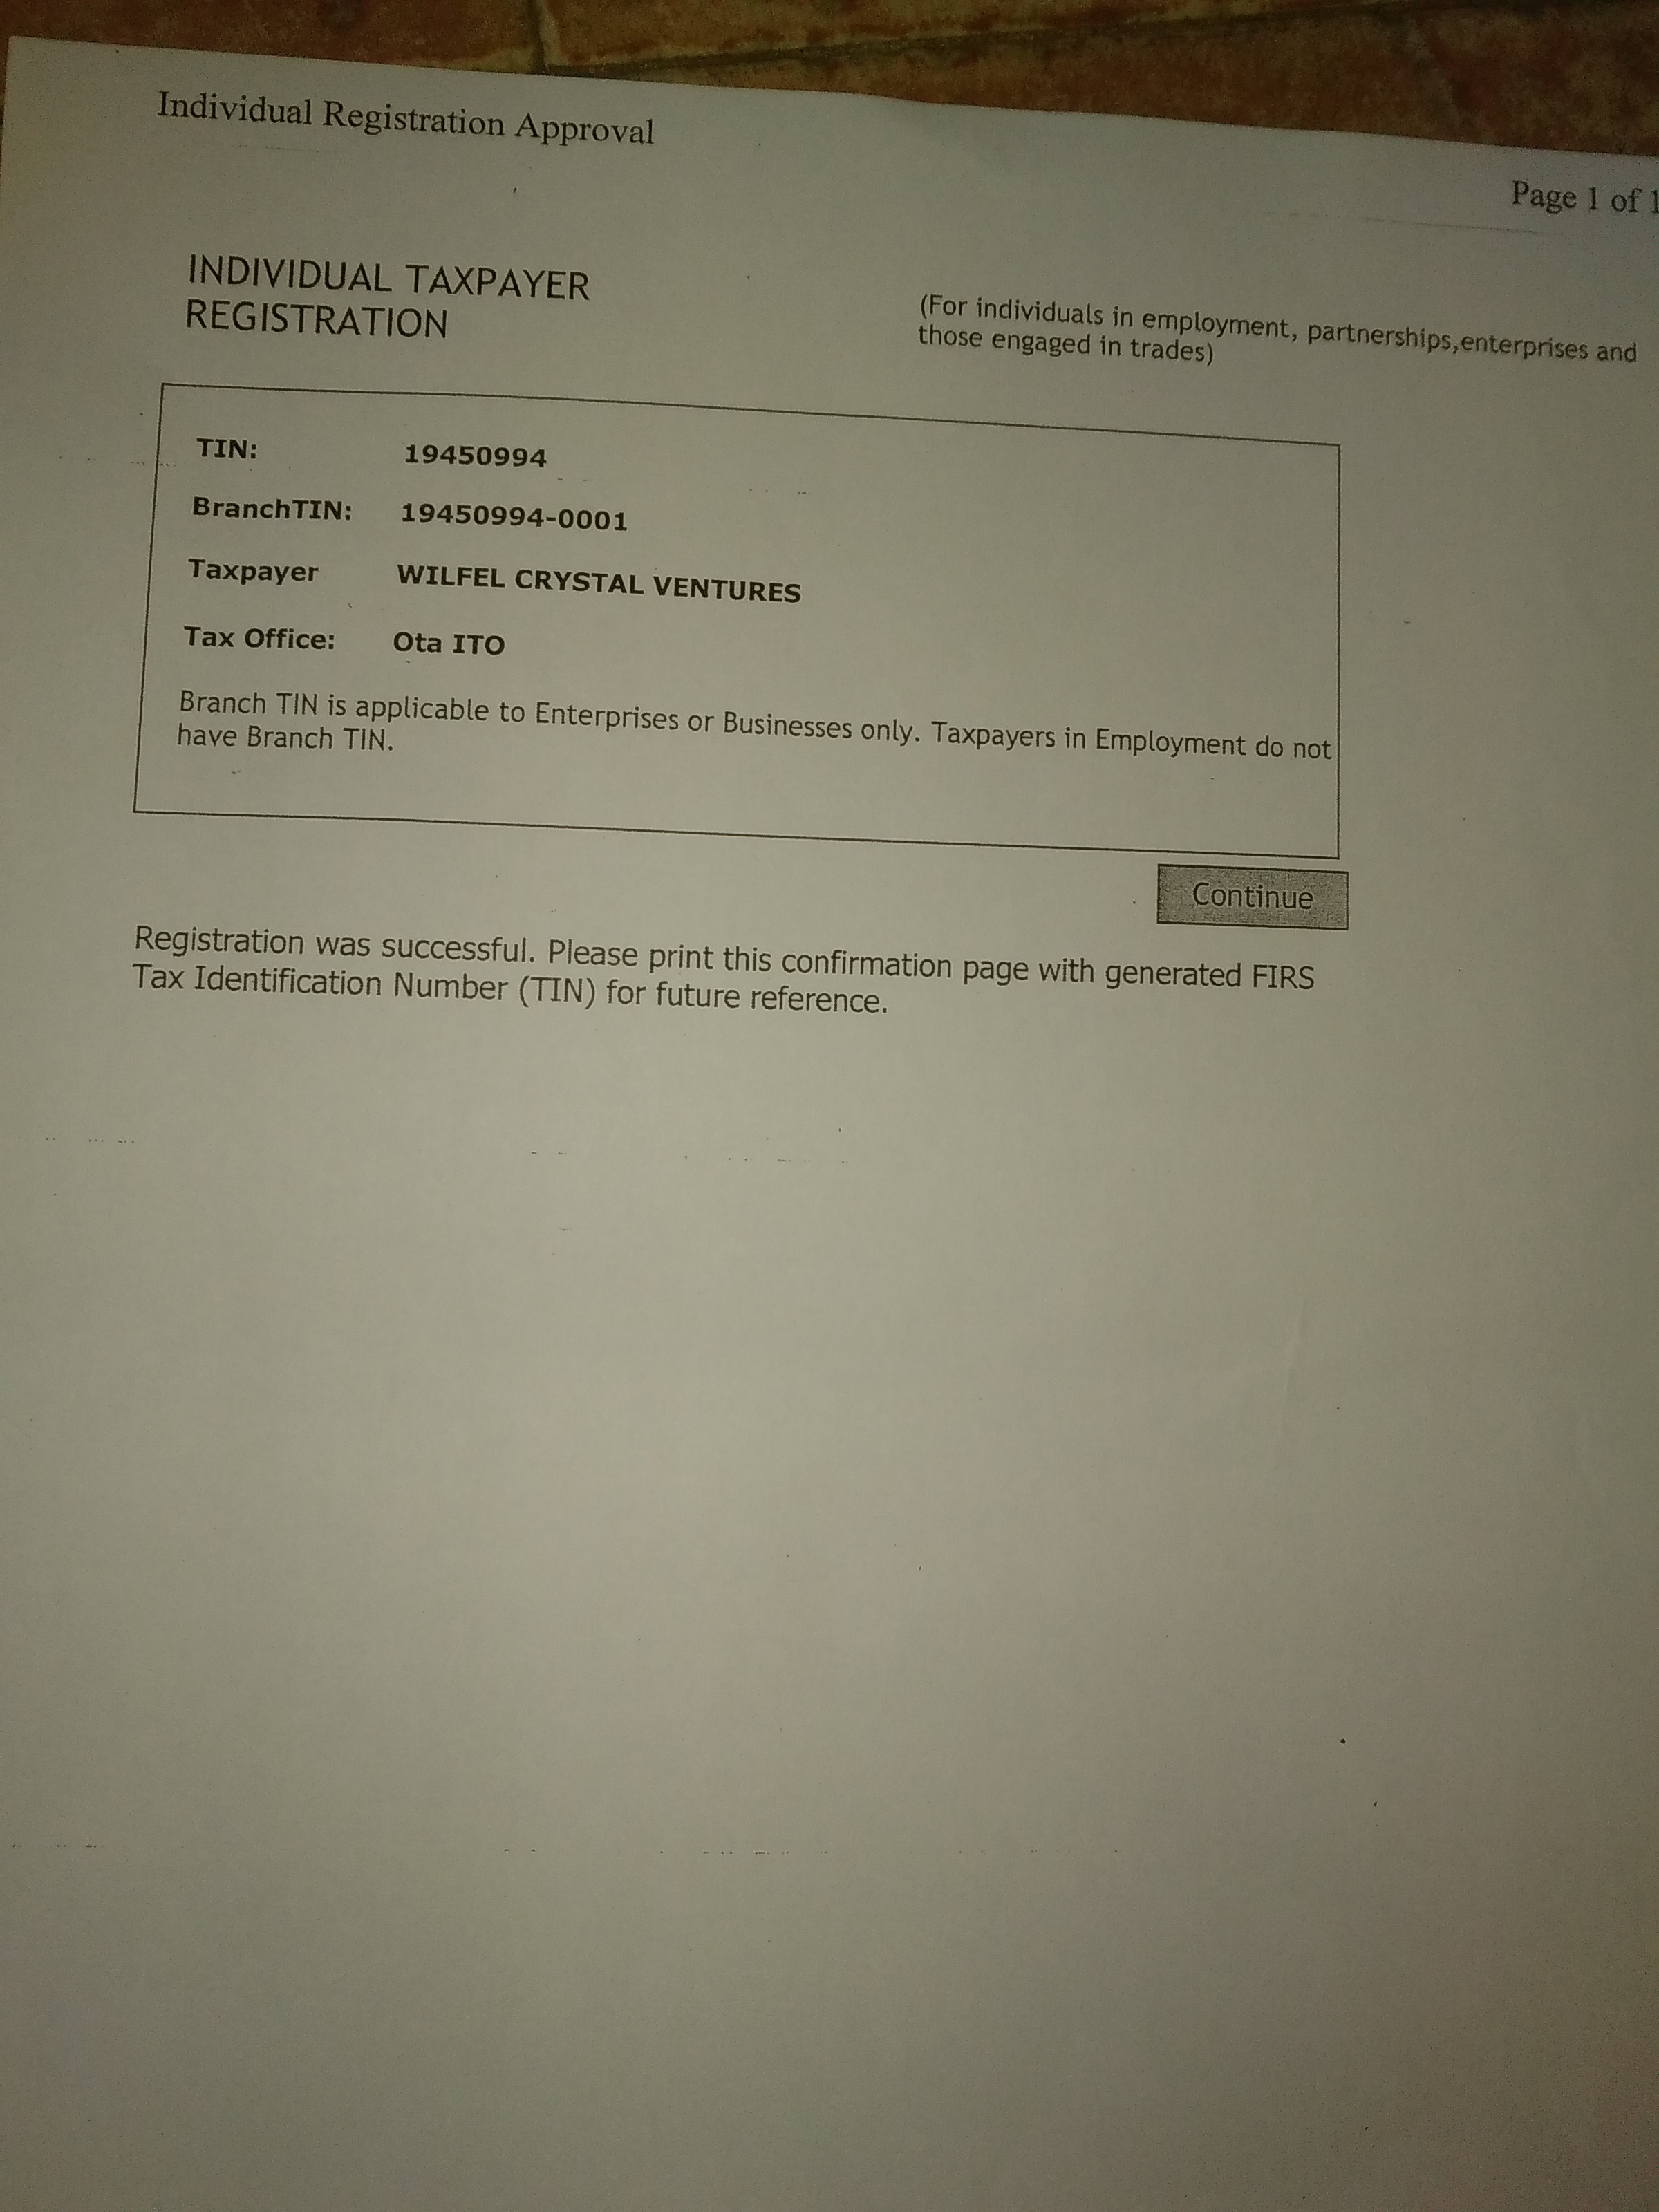 Individual Registration Approval
Page 1 of 1
INDIVIDUAL TAXPAYER
REGISTRATION
(For individuals in employment, partnerships,enterprises and
those engaged in trades)
TIN: 19450994
BranchTIN: 19450994-0001
Taxpayer WILFEL CRYSTAL VENTURES
Tax Office: Ota ITO
Branch TIN is applicable to Enterprises or Businesses only. Taxpayers in Employment do not
have Branch TIN.
Continue
Registration was successful. Please print this confirmation page with generated FIRS
Tax Identification Number (TIN) for future reference.